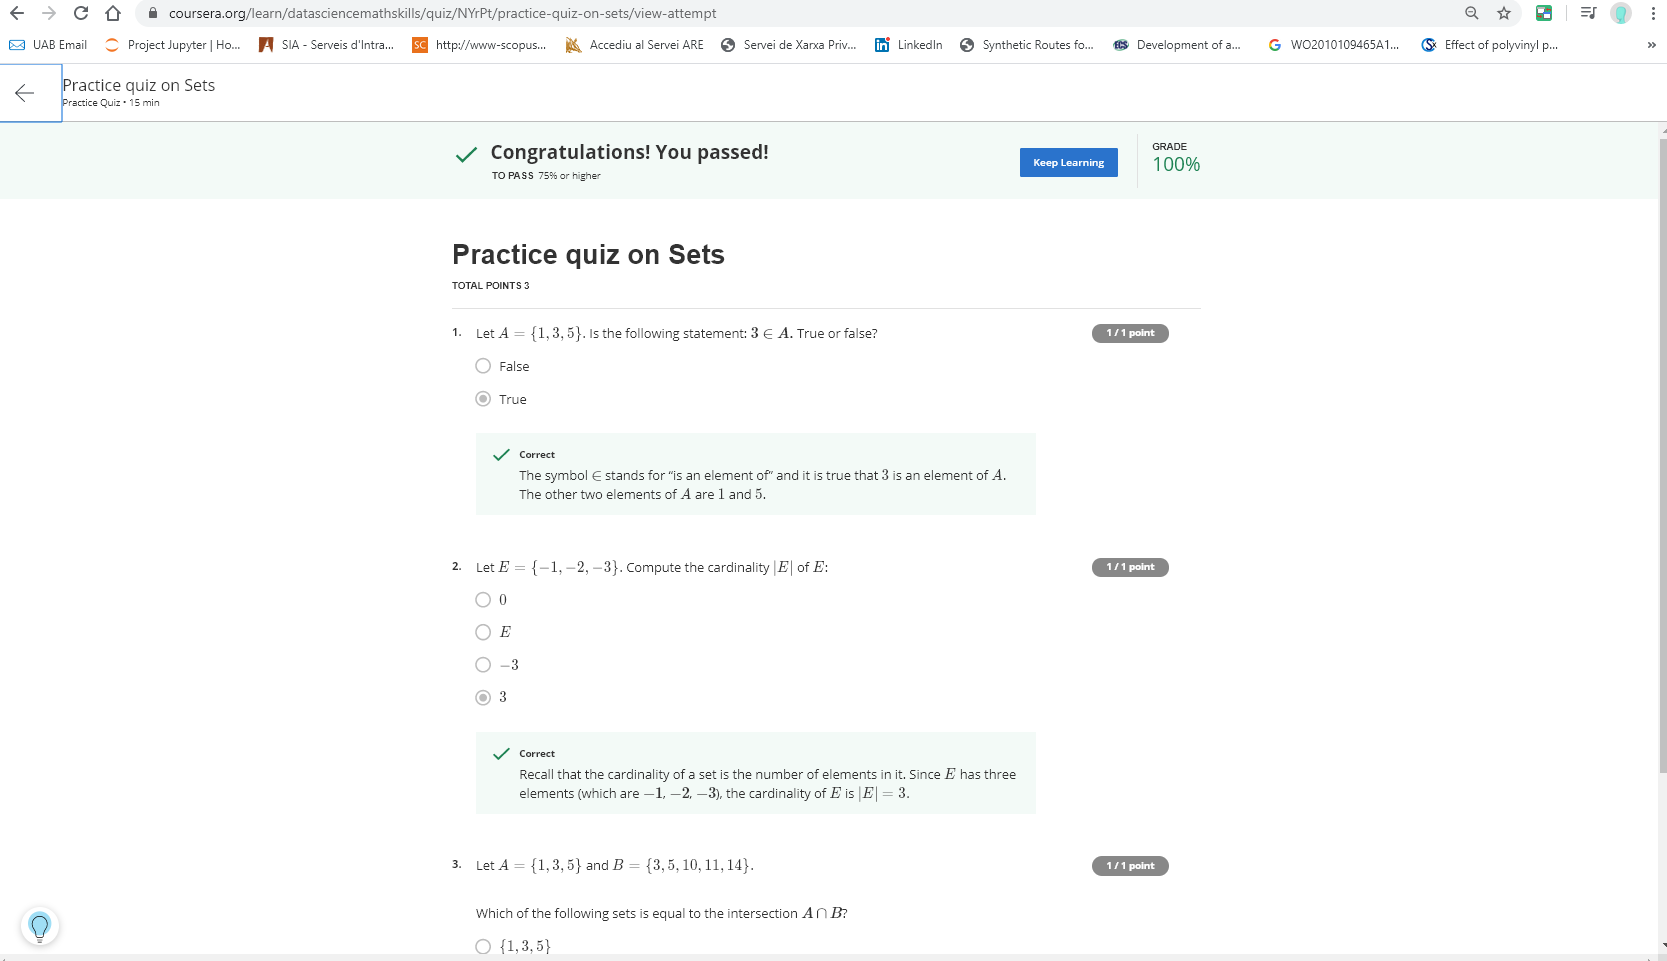 coursera.org/learn/datasciencemathskills/quiz/NYrPt/practice-quiz-on-sets/view-attempt
UAB Email Project Jupyter | Ho... SIA - Serveis d'Intra... SC http://www-scopus... Accediu al Servei ARE Servei de Xarxa Priv... in LinkedIn Synthetic Routes fo... ECS Development of a... G WO2010109465A1... Effect of polyvinyl p... »
Practice quiz on Sets
Practice Quiz • 15 min
Congratulations! You passed!
TO PASS 75% or higher
Keep Learning
GRADE
100%
Practice quiz on Sets
TOTAL POINTS 3
1. Let A = {1, 3, 5}. Is the following statement: 3 ∈ A. True or false? 1 / 1 point
False
True
Correct
The symbol ∈ stands for “is an element of” and it is true that 3 is an element of A.
The other two elements of A are 1 and 5.
2. Let E = {−1, −2, −3}. Compute the cardinality |E| of E: 1 / 1 point
0
E
−3
3
Correct
Recall that the cardinality of a set is the number of elements in it. Since E has three
elements (which are −1, −2, −3), the cardinality of E is |E| = 3.
3. Let A = {1, 3, 5} and B = {3, 5, 10, 11, 14}. 1 / 1 point
Which of the following sets is equal to the intersection A ∩ B?
{1, 3, 5}